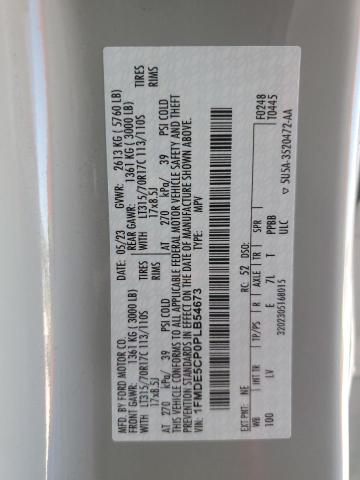 MFD. BY FORD MOTOR CO.
DATE: 05/23 GVWR: 2613 KG ( 5760 LB)
FRONT GAWR: 1361 KG ( 3000 LB) REAR GAWR: 1361 KG ( 3000 LB)
WITH LT315/70R17C 113/110S TIRES WITH LT315/70R17C 113/110S TIRES
17x8.5J RIMS 17x8.5J RIMS
AT 270 kPa/ 39 PSI COLD AT 270 kPa/ 39 PSI COLD
THIS VEHICLE CONFORMS TO ALL APPLICABLE FEDERAL MOTOR VEHICLE SAFETY AND THEFT
PREVENTION STANDARDS IN EFFECT ON THE DATE OF MANUFACTURE SHOWN ABOVE.
VIN: 1FMDE5CP0PLB54673 TYPE: MPV
F0248
T0445
EXT PNT: NE RC: 52 DSO:
WB INT TR TP/PS R AXLE TR SPR
100 LV E 7L T PPBB
ULC
3202305160015 5U5A-3520472-AA